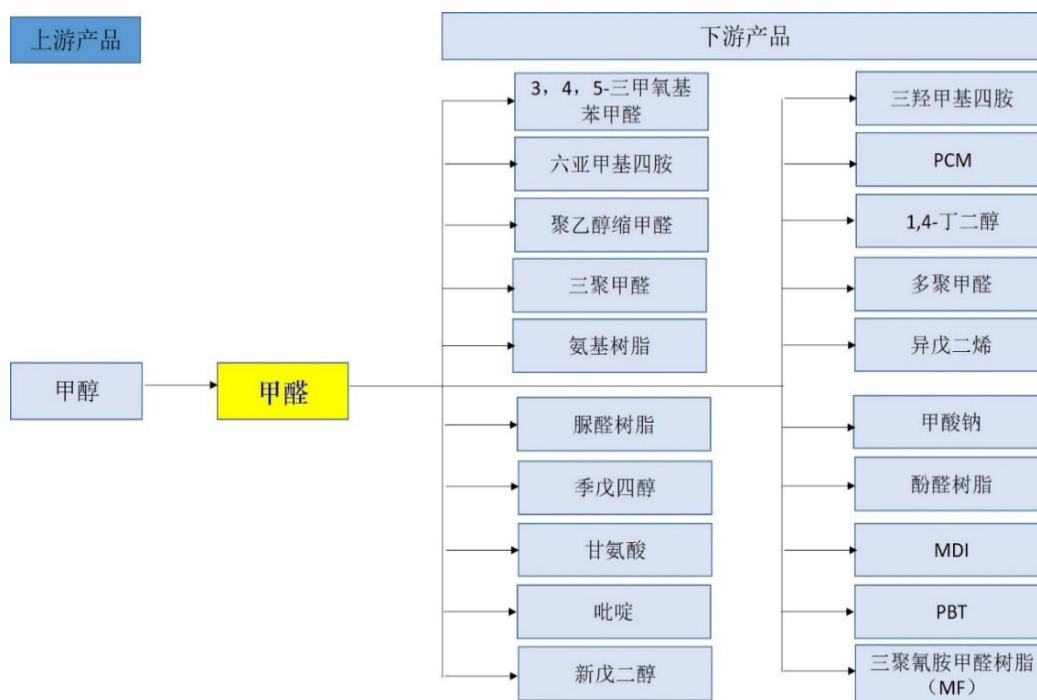 上游产品
下游产品
3，4，5-三甲氧基
苯甲醛
六亚甲基四胺
聚乙醇缩甲醛
三聚甲醛
氨基树脂
甲醇
甲醛
脲醛树脂
季戊四醇
甘氨酸
吡啶
新戊二醇
三羟甲基四胺
PCM
1,4-丁二醇
多聚甲醛
异戊二烯
甲酸钠
酚醛树脂
MDI
PBT
三聚氰胺甲醛树脂
（MF）